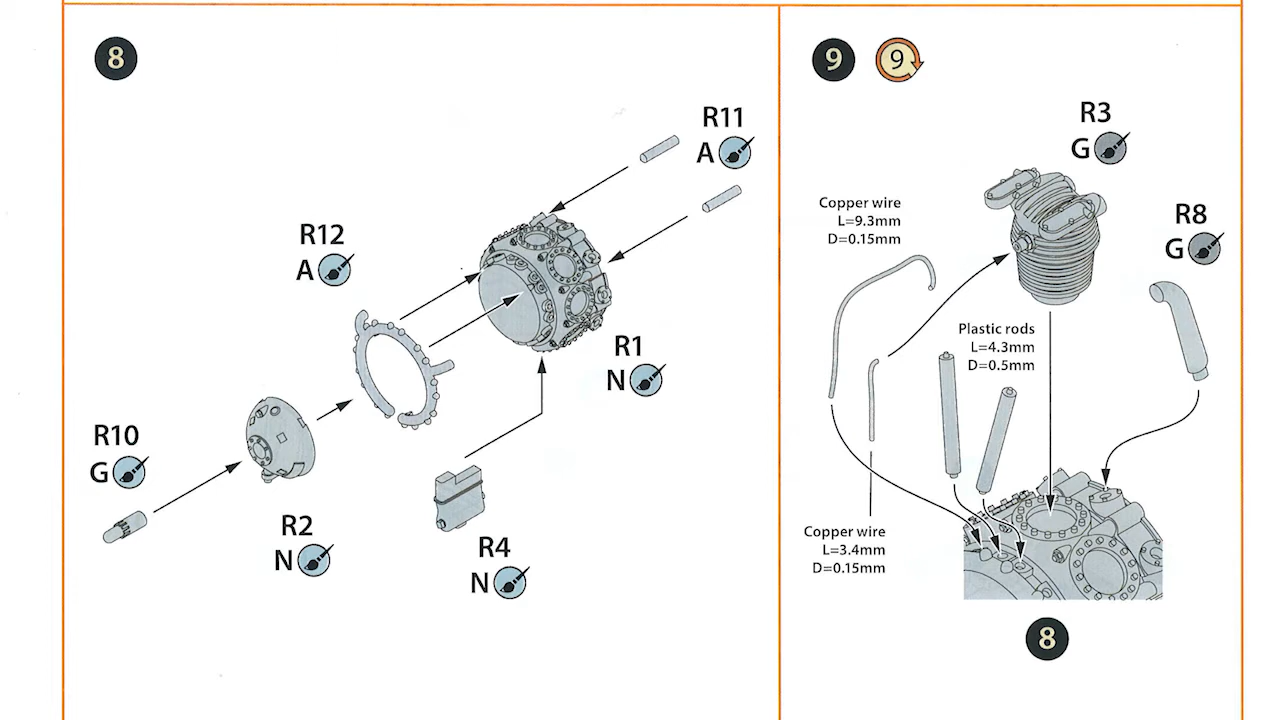 8
R11
A
R12
A
R1
N
R10
G
R2
N
R4
N
9
9
R3
G
Copper wire
L=9.3mm
D=0.15mm
R8
G
Plastic rods
L=4.3mm
D=0.5mm
Copper wire
L=3.4mm
D=0.15mm
8